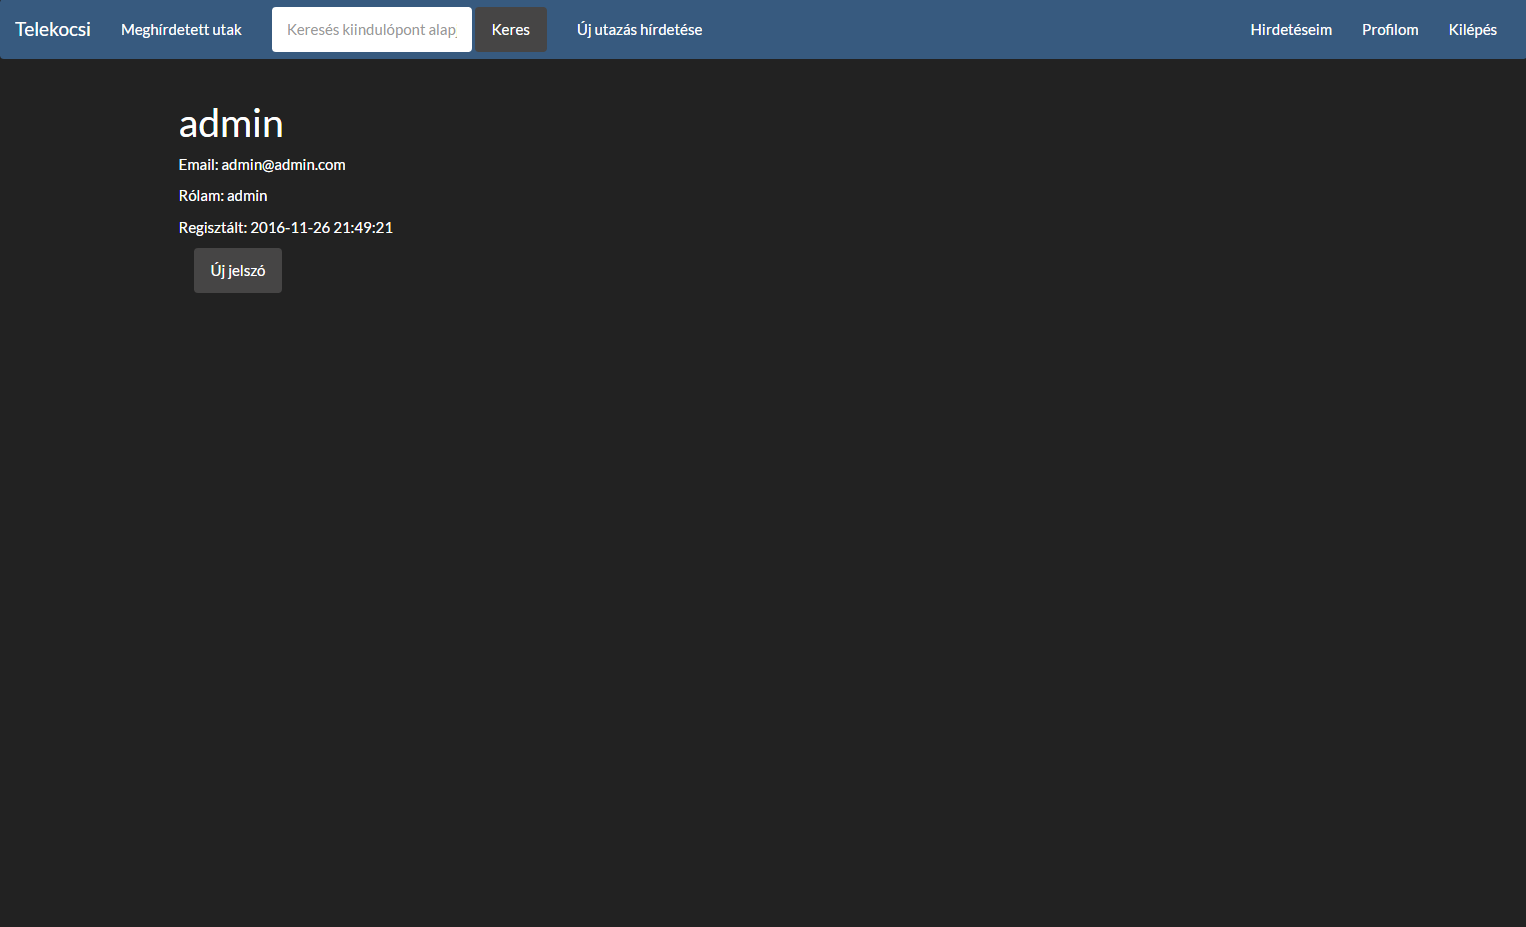 Telekocsi Meghírdetett utak Keresés kiindulópont alap Keres Új utazás hírdetése Hirdetéseim Profilom Kilépés
admin
Email: admin@admin.com
Rólam: admin
Regisztált: 2016-11-26 21:49:21
Új jelszó